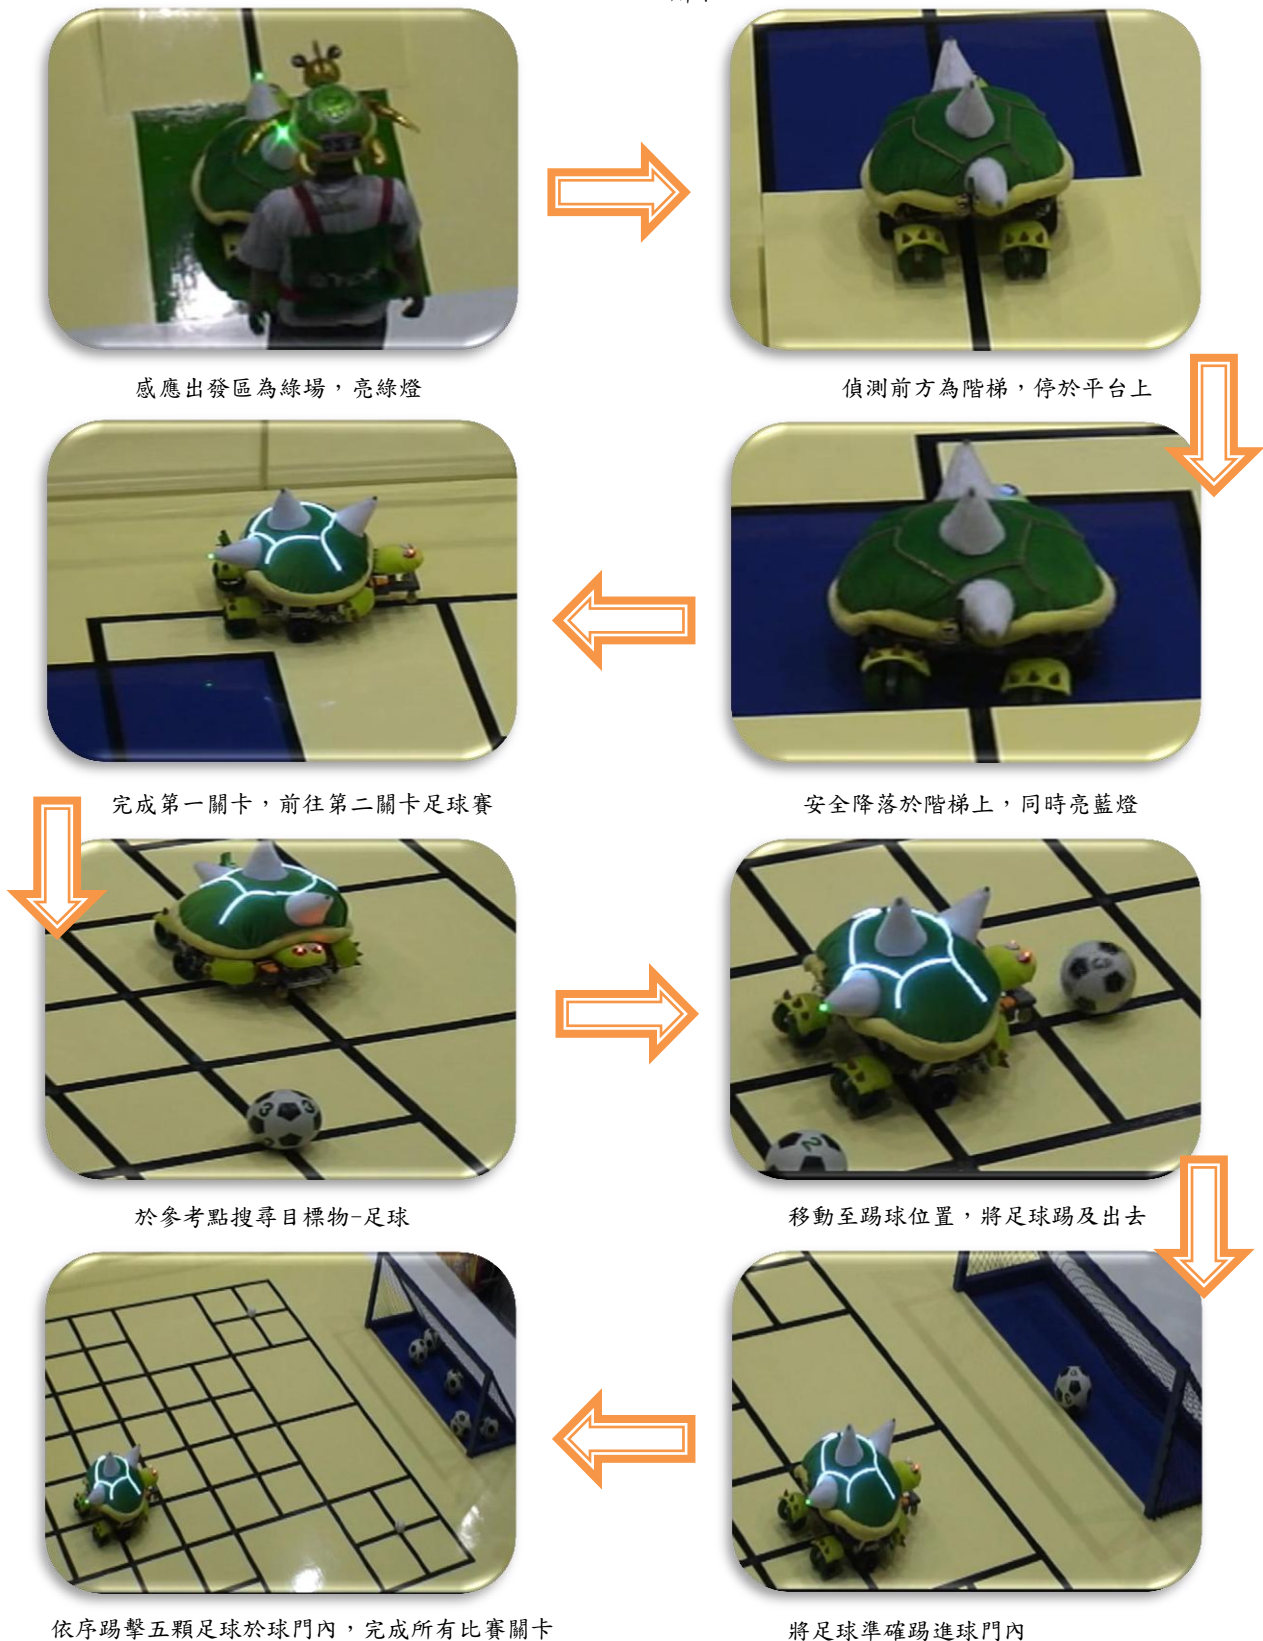 感應出發區為綠場，亮綠燈
偵測前方為階梯，停於平台上
完成第一關卡，前往第二關卡足球賽
安全降落於階梯上，同時亮藍燈
於參考點搜尋目標物-足球
移動至踢球位置，將足球踢及出去
依序踢擊五顆足球於球門內，完成所有比賽關卡
將足球準確踢進球門內